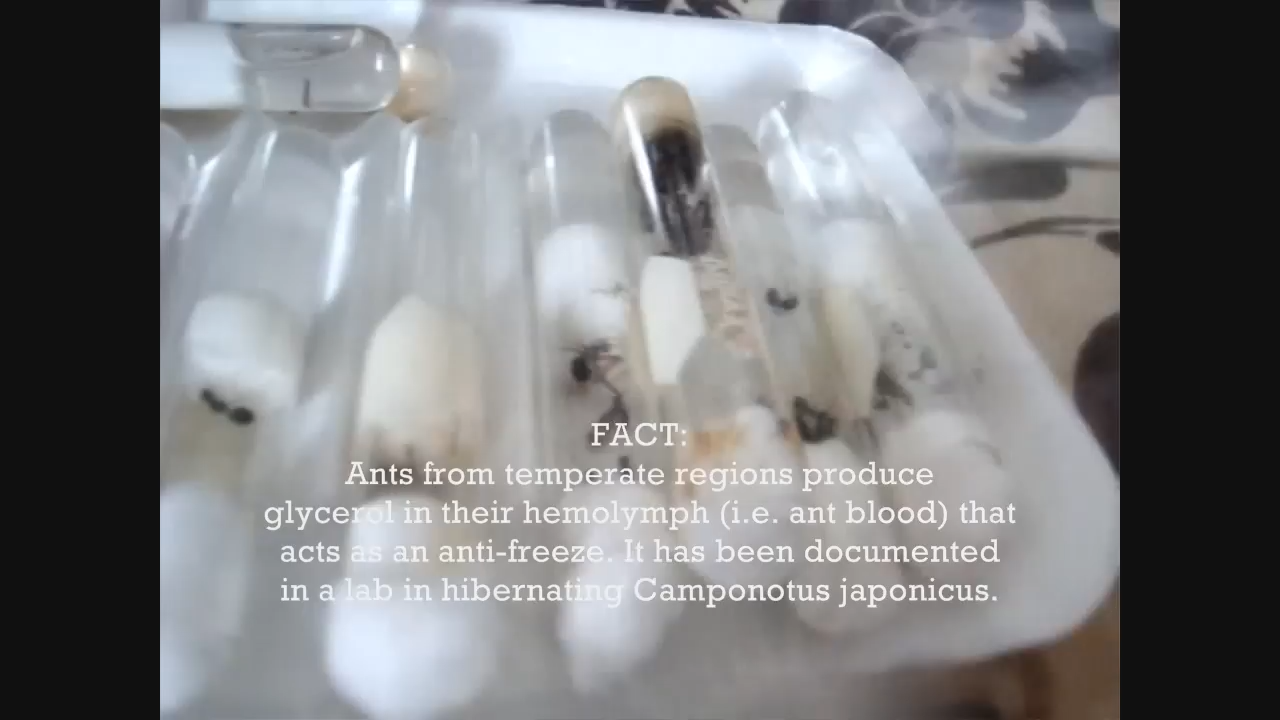 FACT:
Ants from temperate regions produce
glycerol in their hemolymph (i.e. ant blood) that
acts as an anti-freeze. It has been documented
in a lab in hibernating Camponotus japonicus.